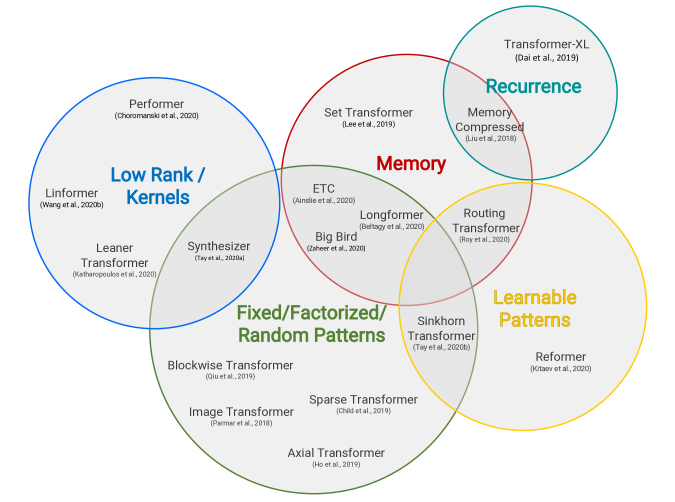 Transformer-XL
(Dai et al., 2019)
Recurrence
Memory
Compressed
(Liu et al., 2018)
Performer
(Choromanski et al., 2020)
Low Rank /
Kernels
Linformer
(Wang et al., 2020b)
Leaner
Transformer
(Katharopoulos et al., 2020)
Synthesizer
(Tay et al., 2020a)
Set Transformer
(Lee et al., 2019)
Memory
ETC
(Ainslie et al., 2020)
Longformer
(Beltagy et al., 2020)
Big Bird
(Zaheer et al., 2020)
Routing
Transformer
(Roy et al., 2020)
Learnable
Patterns
Sinkhorn
Transformer
(Tay et al., 2020b)
Reformer
(Kitaev et al., 2020)
Fixed/Factorized/
Random Patterns
Blockwise Transformer
(Qiu et al., 2019)
Image Transformer
(Parmar et al., 2018)
Sparse Transformer
(Child et al., 2019)
Axial Transformer
(Ho et al., 2019)